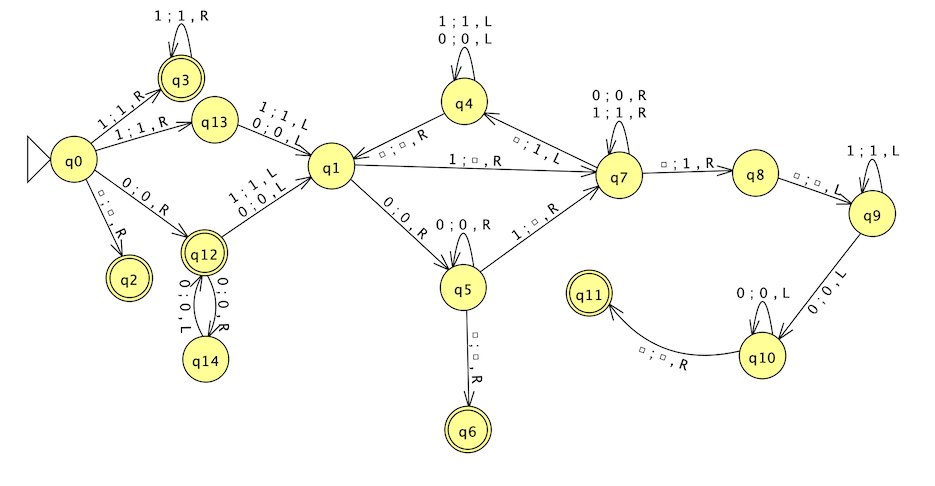 1;1,R
q3
1;1,R
1;1,R
q13
1;1,L
0;0,L
q0
0;0,R
□;□,R
q2
q12
1;1,L
0;0,L
0;0,L
0;0,R
q14
q1
1;1,L
0;0,L
q4
□;□,R
1;□,R
□;1,L
0;0,R
0;0,R
q5
1;□,R
□;□,R
q6
0;0,R
1;1,R
q7
□;1,R
q8
□;□,L
1;1,L
q9
0;0,L
0;0,L
q10
□;□,R
q11